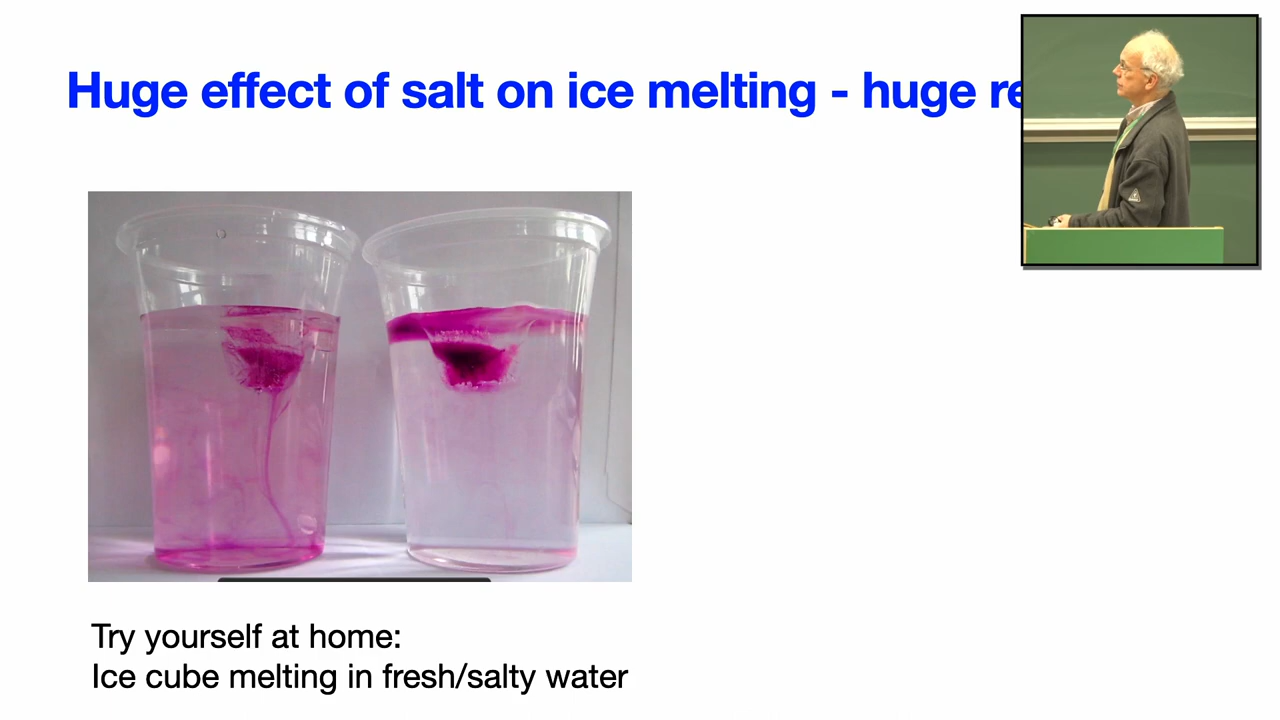 Huge effect of salt on ice melting - huge
Try yourself at home:
Ice cube melting in fresh/salty water